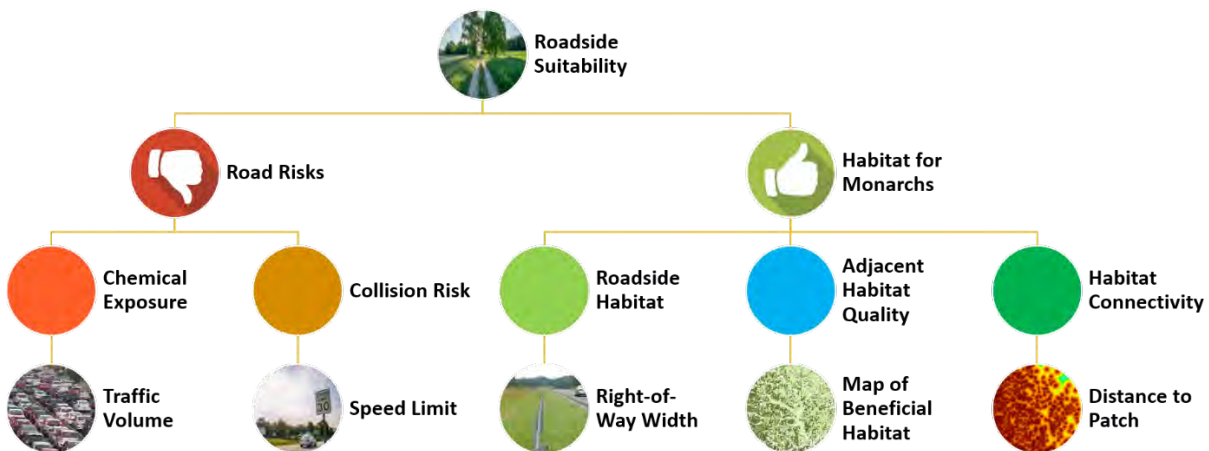 Roadside
Suitability
Road Risks
Habitat for
Monarchs
Chemical
Exposure
Collision Risk
Roadside
Habitat
Adjacent
Habitat
Quality
Habitat
Connectivity
Traffic
Volume
Speed Limit
Right-of-
Way Width
Map of
Beneficial
Habitat
Distance to
Patch